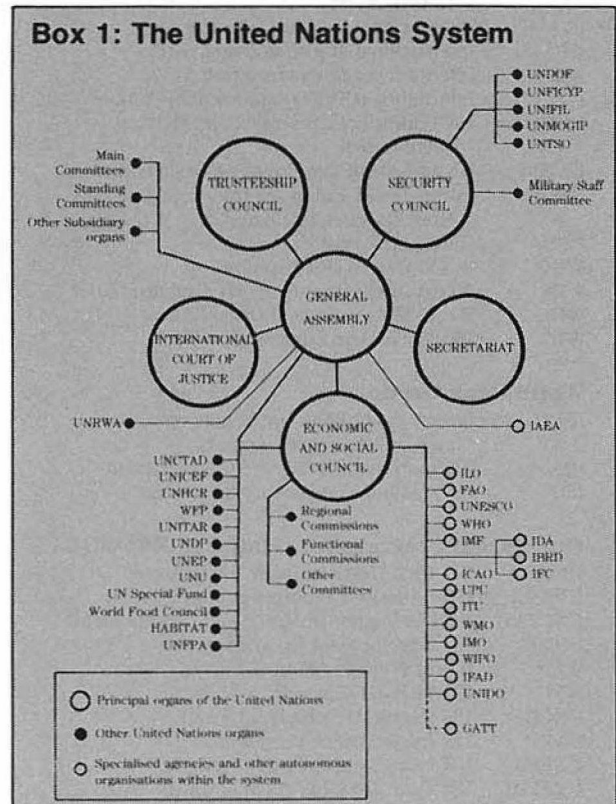 Box 1: The United Nations System
UNDOF
UNFICYP
UNIFIL
UNMOGIP
UNTSO
Main
Committees
Standing
Committees
Other Subsidiary
organs
TRUSTEESHIP
COUNCIL
SECURITY
COUNCIL
Military Staff
Committee
GENERAL
ASSEMBLY
INTERNATIONAL
COURT OF
JUSTICE
SECRETARIAT
UNRWA
IAEA
ECONOMIC
AND SOCIAL
COUNCIL
UNCTAD
UNICEF
UNHCR
WFP
UNITAR
UNDP
UNEP
UNU
UN Special Fund
World Food Council
HABITAT
UNFPA
Regional
Commissions
Functional
Commissions
Other
Committees
ILO
FAO
UNESCO
WHO
IMF
IDA
IBRD
IFC
ICAO
UPU
ITU
WMO
IMO
WIPO
IFAD
UNIDO
GATT
Principal organs of the United Nations
Other United Nations organs
Specialised agencies and other autonomous
organisations within the system